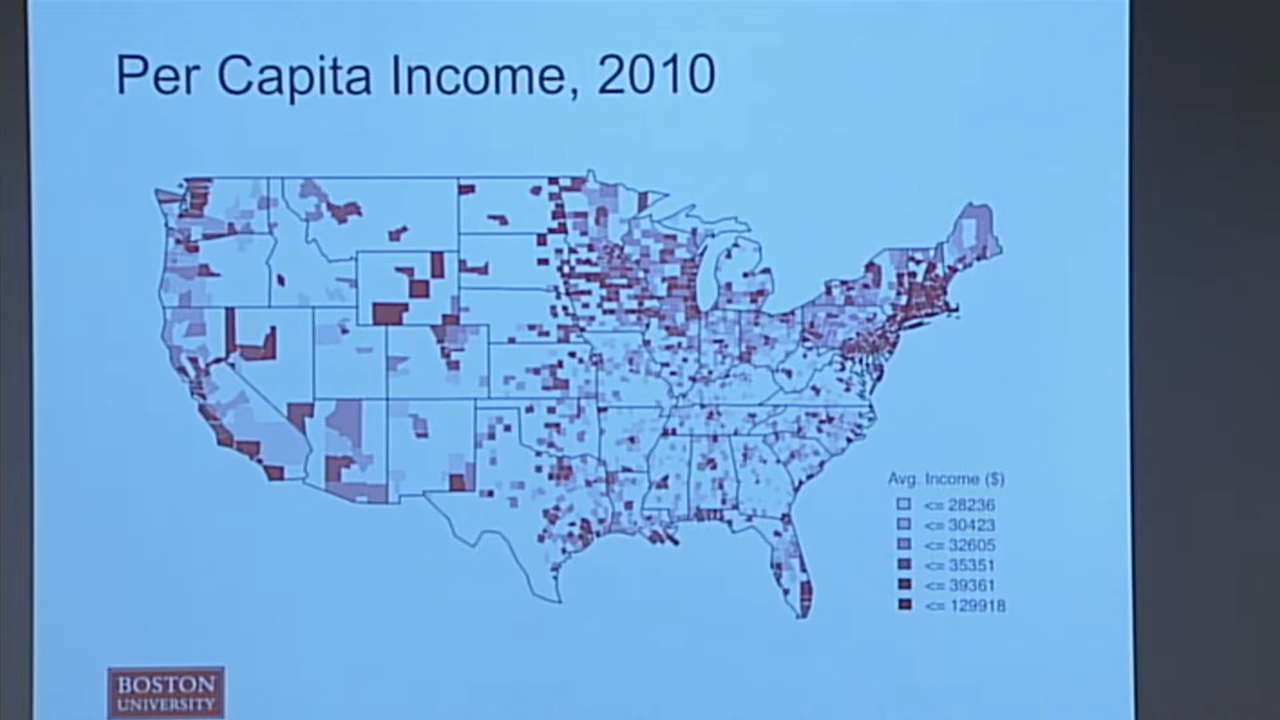 Per Capita Income, 2010
Avg. Income ($)
<= 28236
<= 30423
<= 32605
<= 35351
<= 39361
<= 129918
BOSTON
UNIVERSITY